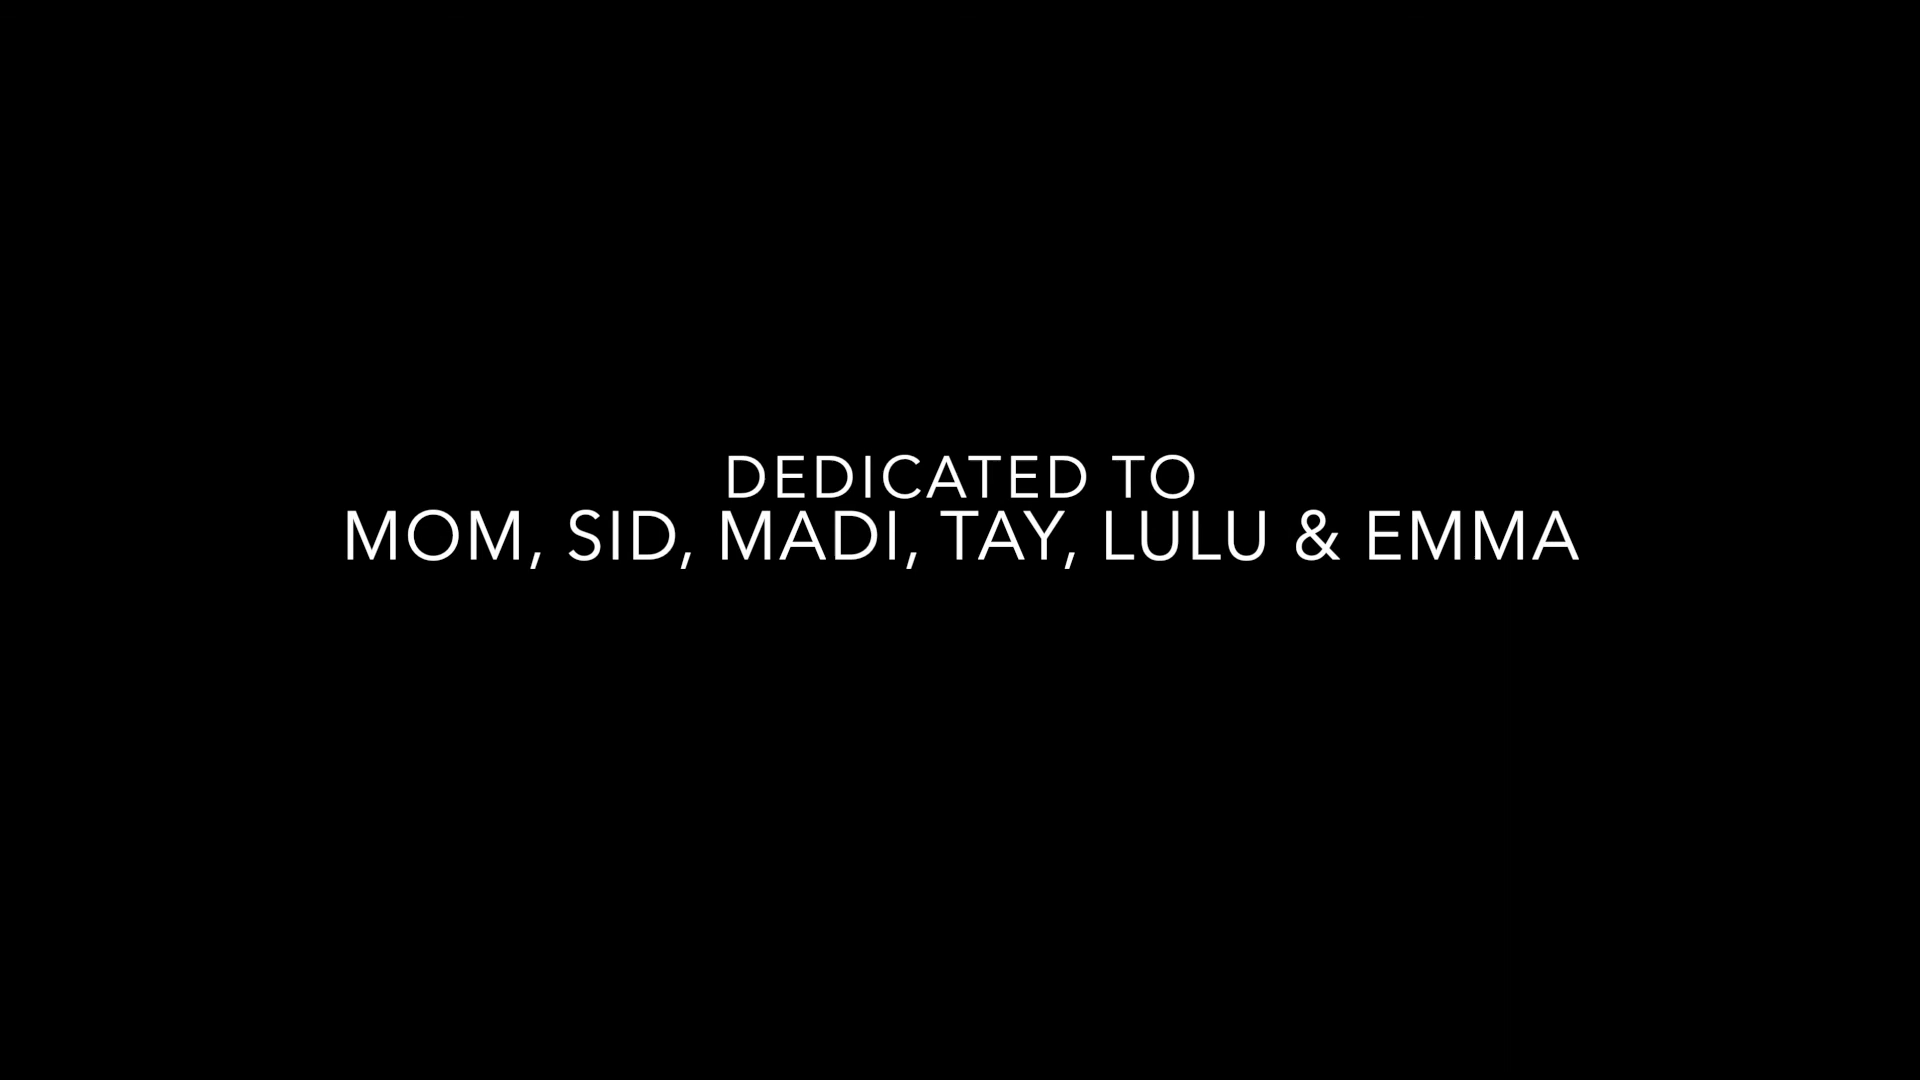 DEDICATED TO
MOM, SID, MADI, TAY, LULU & EMMA